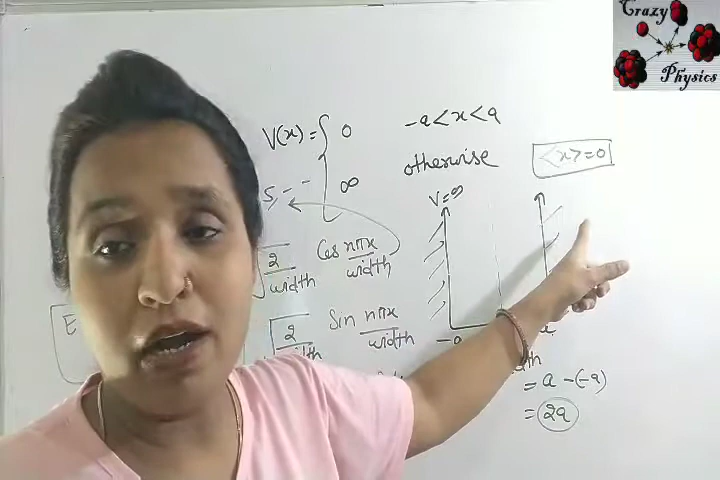 Crazy
Physics
V(x) = { 0 -a<x<a
∞ otherwise
<x>=0
V=∞
√2/width Cos nπx/width
√2/width Sin nπx/width
E
-a
= a-(-a)
= 2a